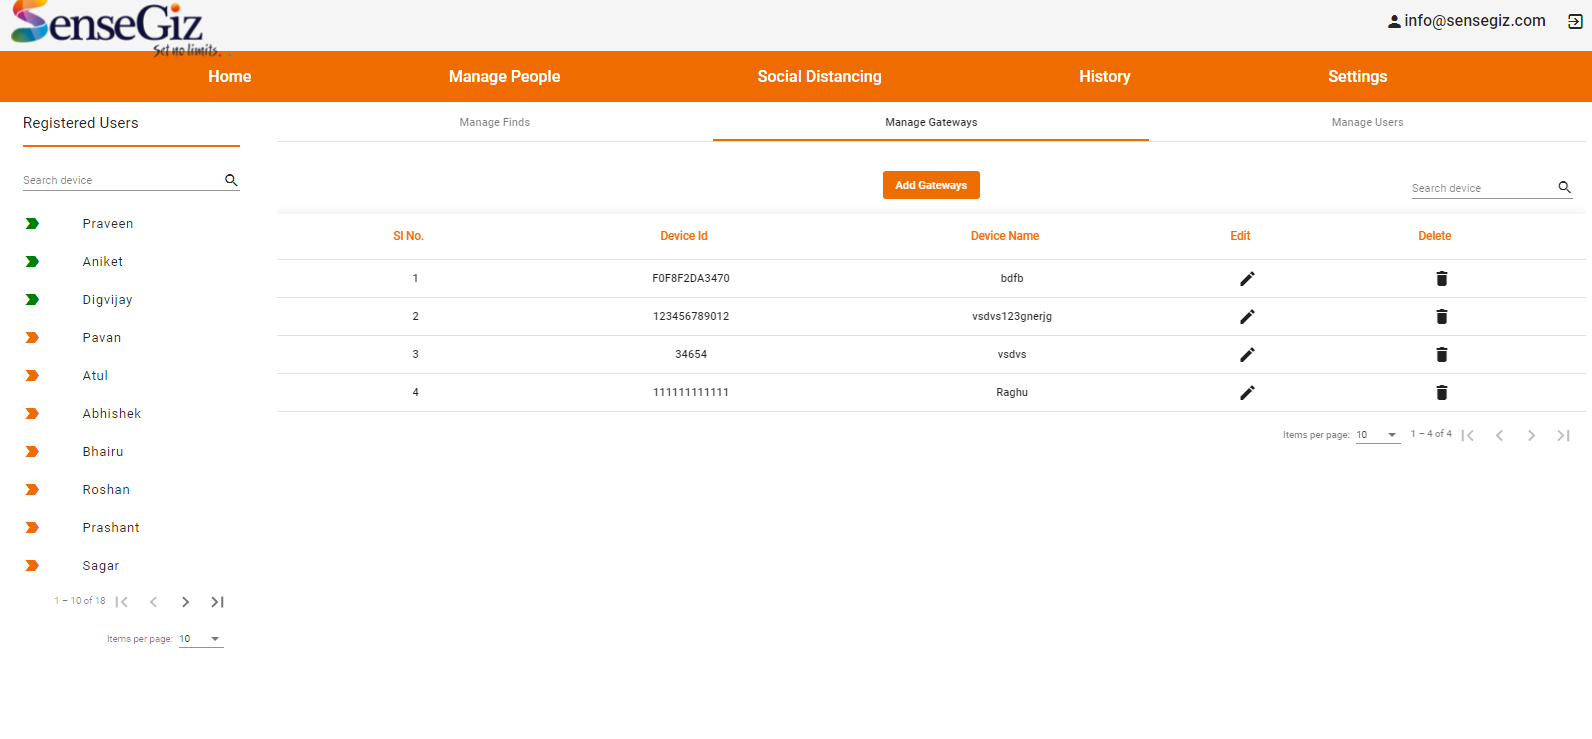 SenseGiz
Set no limits...
info@sensegiz.com
Home Manage People Social Distancing History Settings
Registered Users
Search device
Praveen
Aniket
Digvijay
Pavan
Atul
Abhishek
Bhairu
Roshan
Prashant
Sagar
1 – 10 of 18
Items per page: 10
Manage Finds Manage Gateways Manage Users
Add Gateways
Search device
SI No. Device Id Device Name Edit Delete
1 F0F8F2DA3470 bdfb
2 123456789012 vsdvs123gnerjg
3 34654 vsdvs
4 111111111111 Raghu
Items per page: 10 1 – 4 of 4